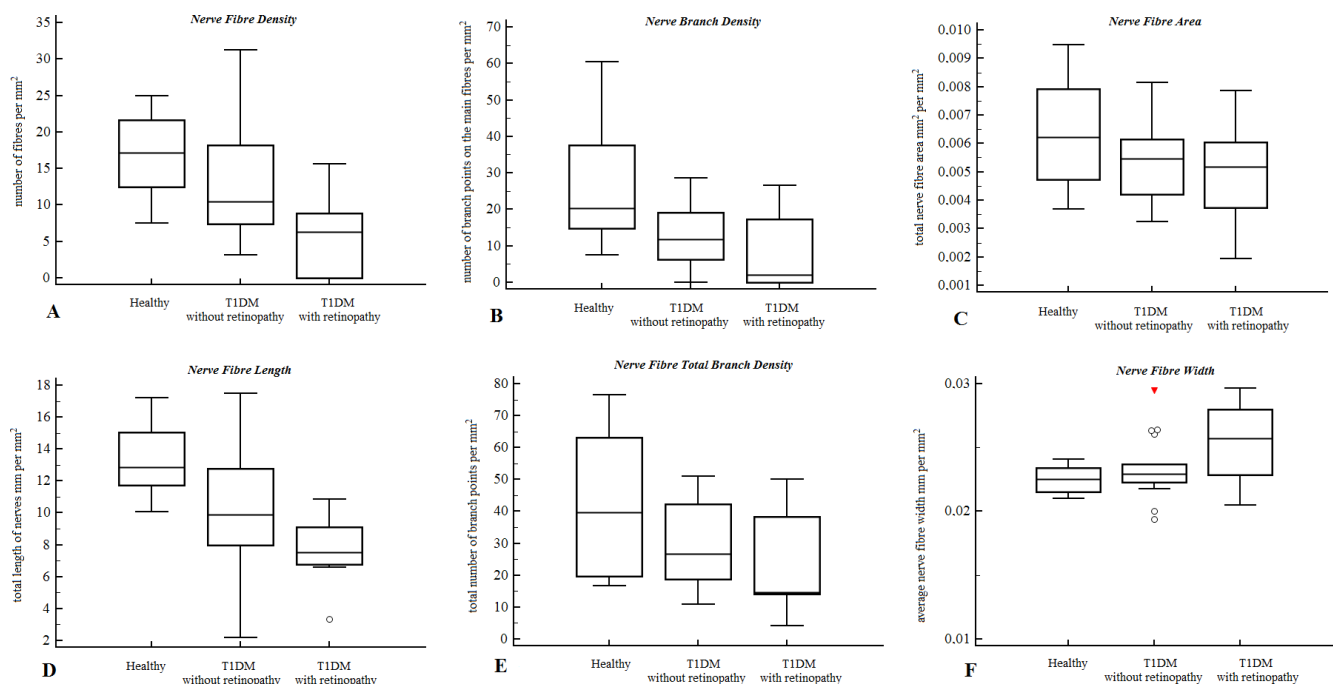 Nerve Fibre Density
number of fibres per mm²
35
30
25
20
15
10
5
0
Healthy
T1DM
without retinopathy
T1DM
with retinopathy
A
Nerve Branch Density
number of branch points on the main fibres per mm²
70
60
50
40
30
20
10
0
Healthy
T1DM
without retinopathy
T1DM
with retinopathy
B
Nerve Fibre Area
total nerve fibre area mm² per mm²
0.010
0.009
0.008
0.007
0.006
0.005
0.004
0.003
0.002
0.001
Healthy
T1DM
without retinopathy
T1DM
with retinopathy
C
Nerve Fibre Length
total length of nerves mm per mm²
18
16
14
12
10
8
6
4
2
Healthy
T1DM
without retinopathy
T1DM
with retinopathy
D
Nerve Fibre Total Branch Density
total number of branch points per mm²
80
70
60
50
40
30
20
10
0
Healthy
T1DM
without retinopathy
T1DM
with retinopathy
E
Nerve Fibre Width
average nerve fibre width mm per mm²
0.03
0.02
0.01
Healthy
T1DM
without retinopathy
T1DM
with retinopathy
F